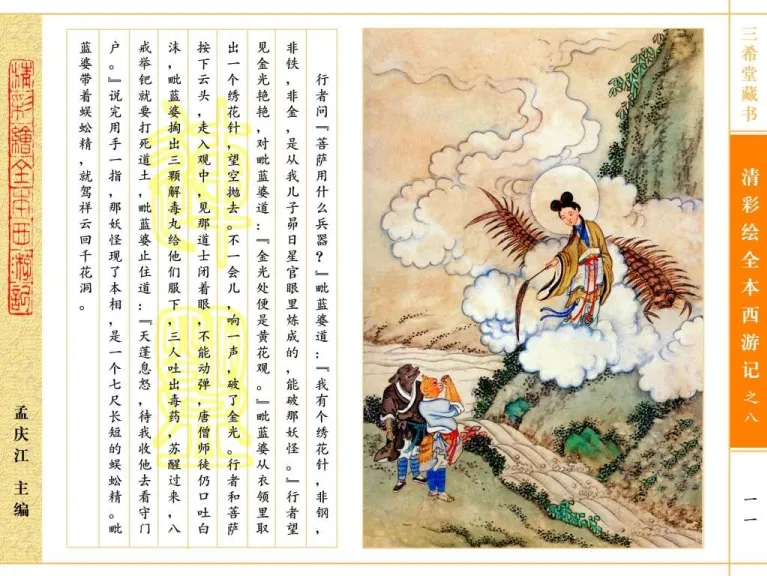 三希堂藏书
清彩绘全本西游记之八
一一
行者问『菩萨用什么兵器？』毗蓝婆道：『我有个绣花针，非钢，
非铁，非金，是从我儿子昴日星官眼里炼成的，能破那妖怪。』行者望
见金光艳艳，对毗蓝婆道：『金光处便是黄花观。』毗蓝婆从衣领里取
出一个绣花针，望空抛去。不一会儿，响一声，破了金光。行者和菩萨
按下云头，走入观中，见那道士闭着眼，不能动弹，唐僧师徒仍口吐白
沫，毗蓝婆掏出三颗解毒丸给他们服下，三人吐出毒药，苏醒过来，八
戒举钯就要打死道士，毗蓝婆止住道：『天蓬息怒，待我收他去看守门
户。』说完用手一指，那妖怪现了本相，是一个七尺长短的蜈蚣精。毗
蓝婆带着蜈蚣精，就驾祥云回千花洞。
精彩绘全本西游记
孟庆江 主编